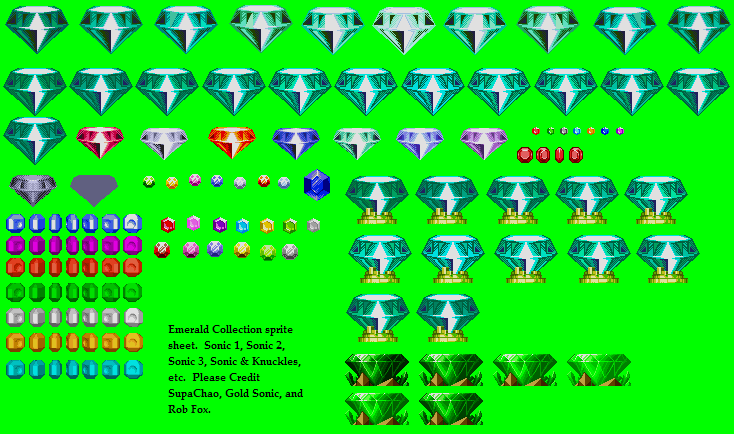 Emerald Collection sprite
sheet.  Sonic 1, Sonic 2,
Sonic 3, Sonic & Knuckles,
etc.  Please Credit
SupaChao, Gold Sonic, and
Rob Fox.